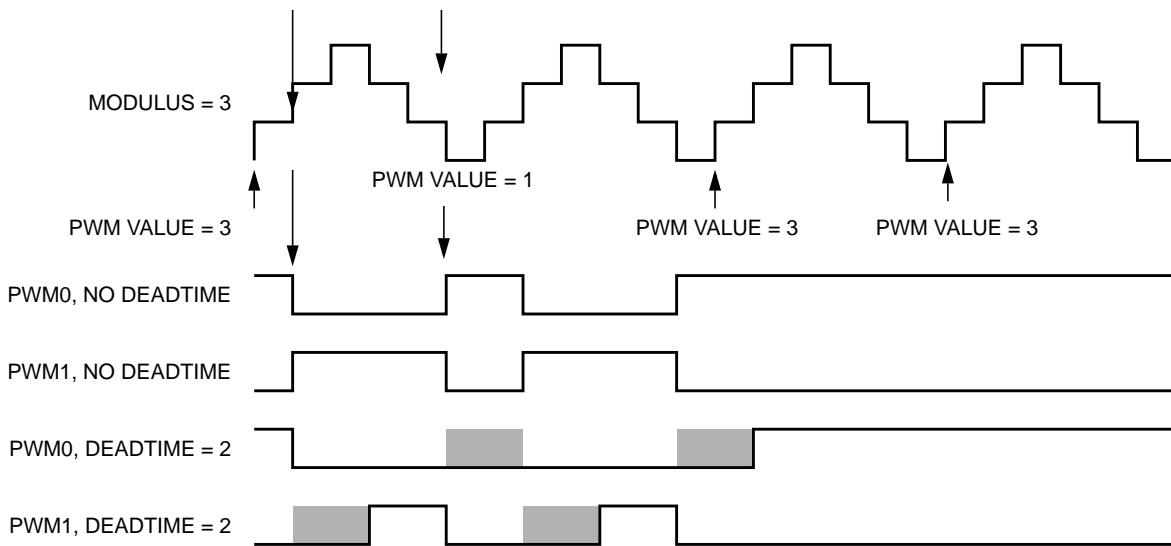 MODULUS = 3
PWM VALUE = 1
PWM VALUE = 3
PWM VALUE = 3
PWM VALUE = 3
PWM0, NO DEADTIME
PWM1, NO DEADTIME
PWM0, DEADTIME = 2
PWM1, DEADTIME = 2